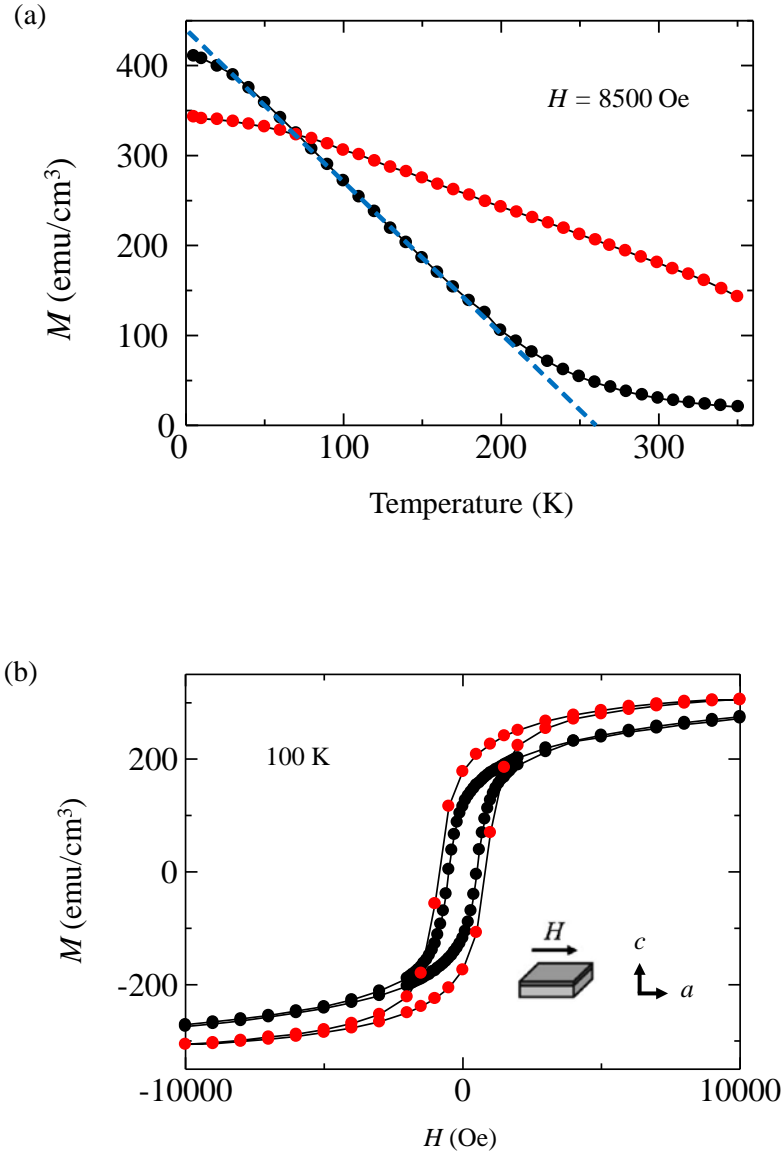 (a)
H = 8500 Oe
M (emu/cm³)
400
300
200
100
0
0 100 200 300
Temperature (K)
(b)
100 K
M (emu/cm³)
200
0
-200
H
c
a
-10000 0 10000
H (Oe)